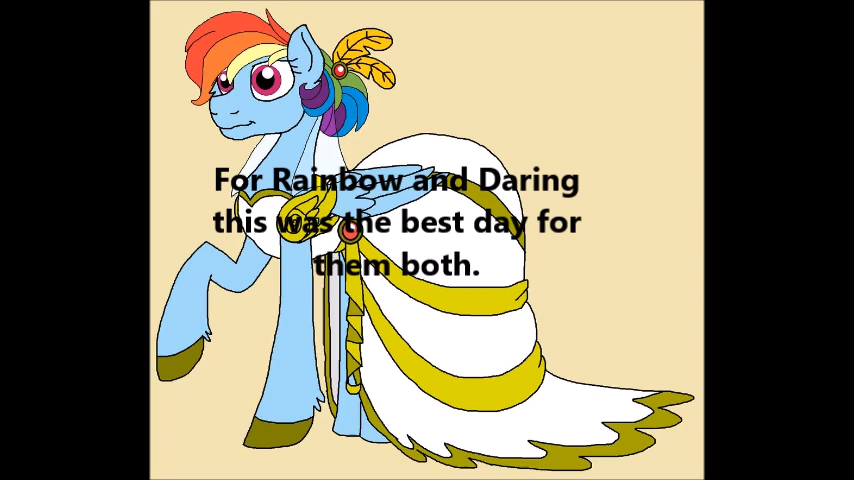 For Rainbow and Daring
this was the best day for
them both.